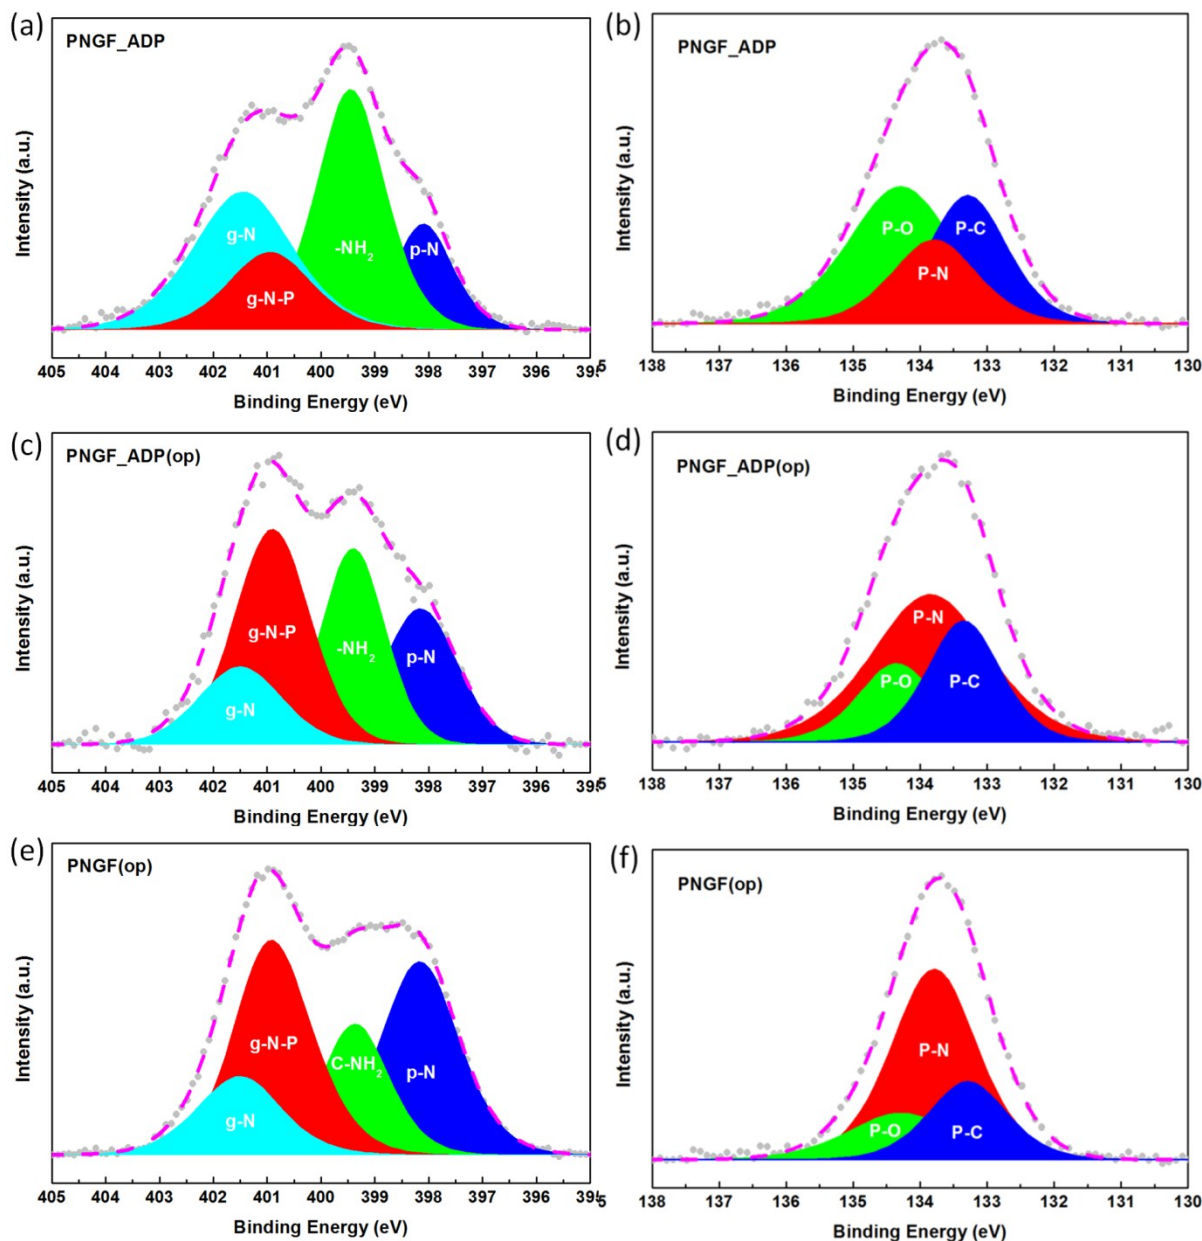 (a)
PNGF_ADP
Intensity (a.u.)
g-N
g-N-P
-NH₂
p-N
405 404 403 402 401 400 399 398 397 396 395
Binding Energy (eV)
(b)
PNGF_ADP
Intensity (a.u.)
P-O
P-C
P-N
138 137 136 135 134 133 132 131 130
Binding Energy (eV)
(c)
PNGF_ADP(op)
Intensity (a.u.)
g-N-P
-NH₂
p-N
g-N
405 404 403 402 401 400 399 398 397 396 395
Binding Energy (eV)
(d)
PNGF_ADP(op)
Intensity (a.u.)
P-N
P-O
P-C
138 137 136 135 134 133 132 131 130
Binding Energy (eV)
(e)
PNGF(op)
Intensity (a.u.)
g-N-P
C-NH₂
p-N
g-N
405 404 403 402 401 400 399 398 397 396 395
Binding Energy (eV)
(f)
PNGF(op)
Intensity (a.u.)
P-N
P-O
P-C
138 137 136 135 134 133 132 131 130
Binding Energy (eV)